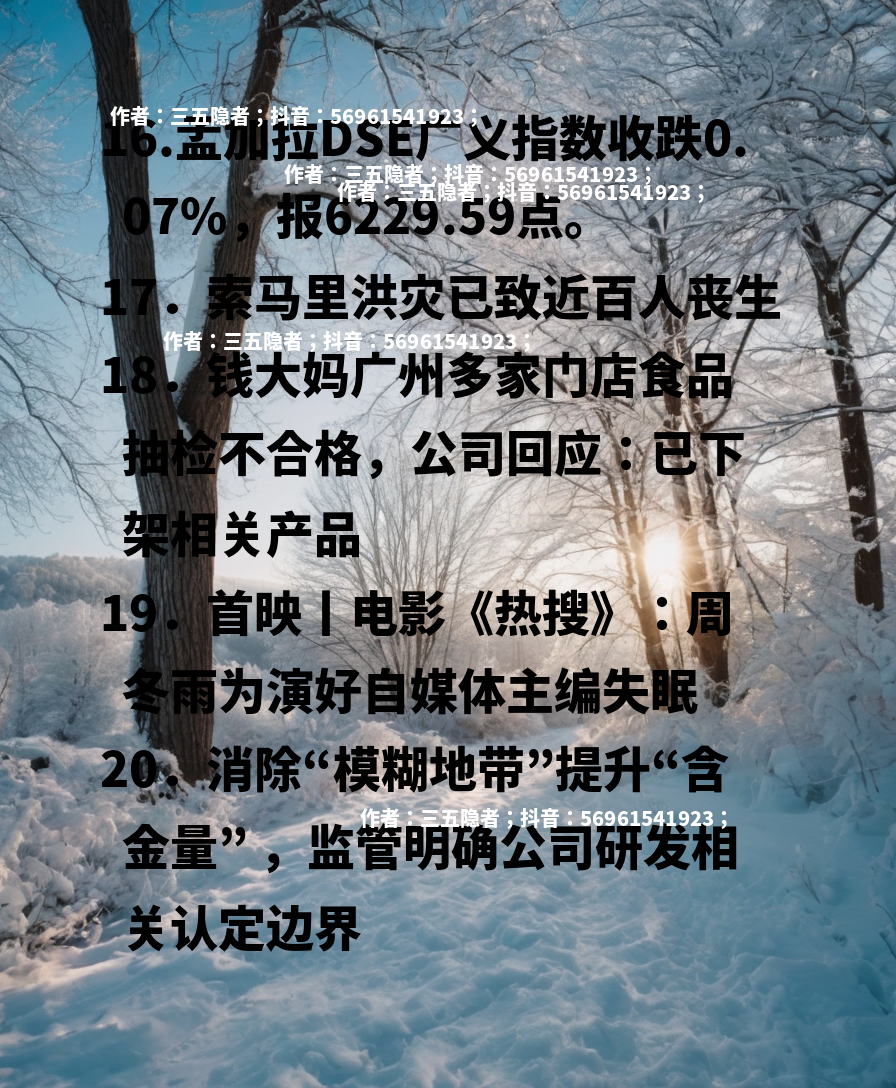 作者：三五隐者；抖音：56961541923；
16.孟加拉DSE广义指数收跌0.
作者：三五隐者；抖音：56961541923；
作者：三五隐者；抖音：56961541923；
07%，报6229.59点。
17．索马里洪灾已致近百人丧生
作者：三五隐者；抖音：56961541923；
18．钱大妈广州多家门店食品
抽检不合格，公司回应：已下
架相关产品
19．首映丨电影《热搜》：周
冬雨为演好自媒体主编失眠
20．消除“模糊地带”提升“含
作者：三五隐者；抖音：56961541923；
金量”，监管明确公司研发相
关认定边界